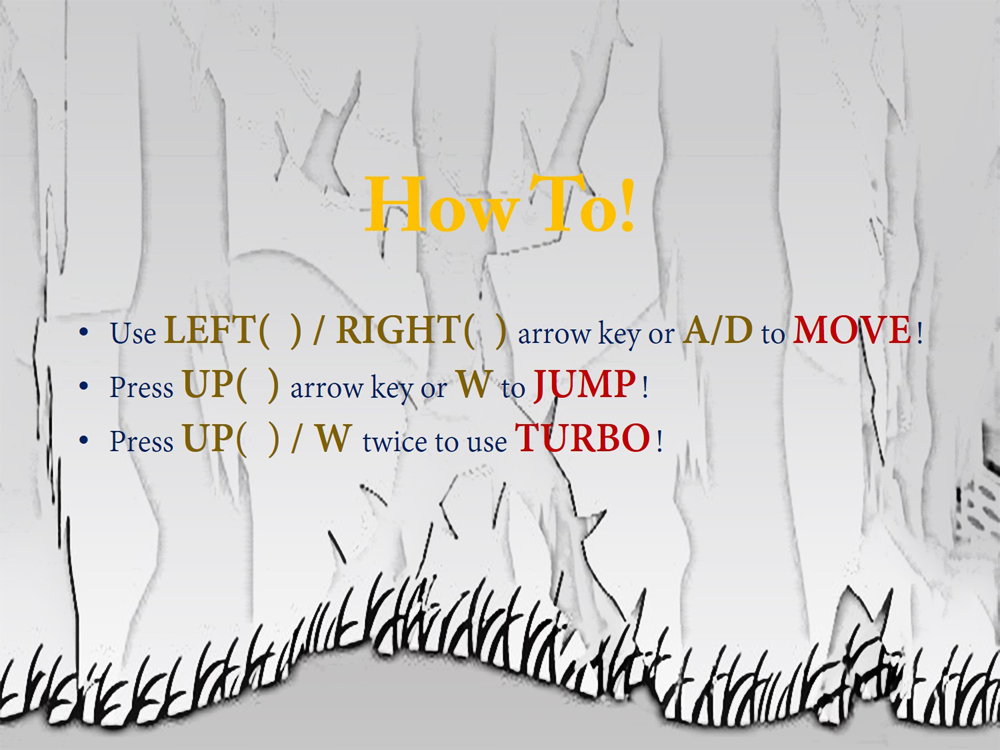 How To!
• Use LEFT( ) / RIGHT( ) arrow key or A/D to MOVE!
• Press UP( ) arrow key or W to JUMP!
• Press UP( ) / W twice to use TURBO!